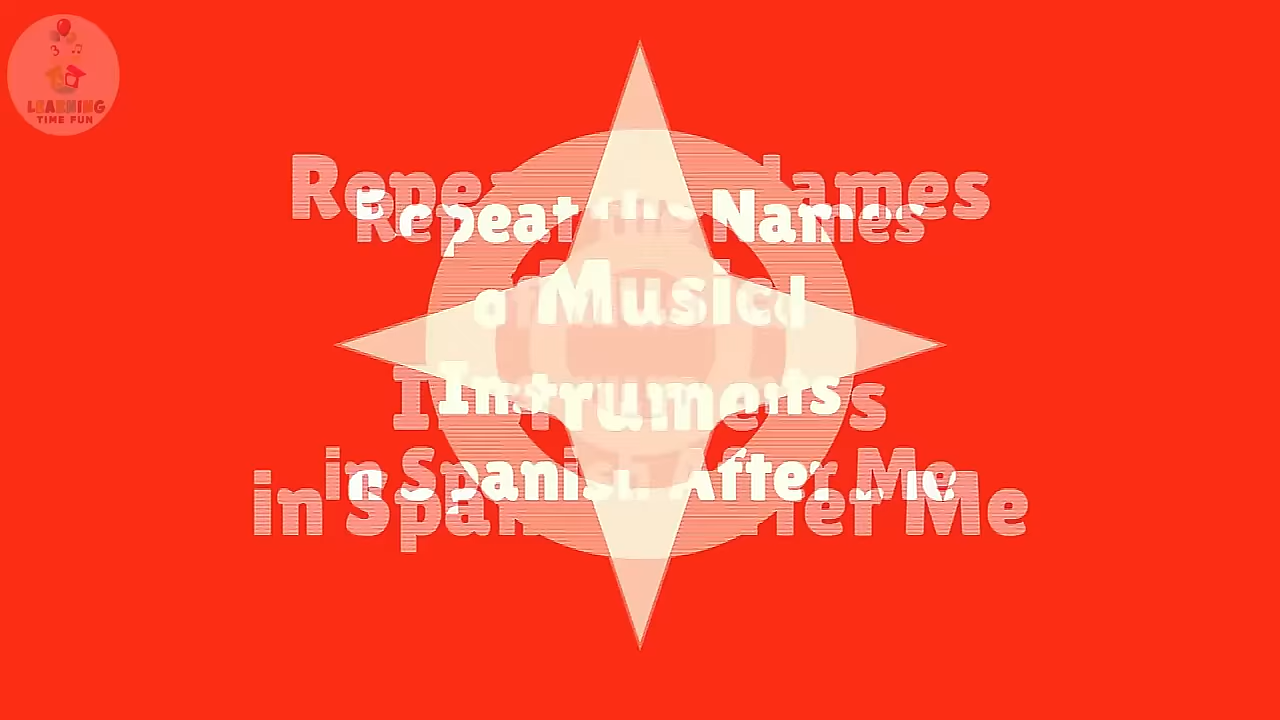 LEARNING
TIME FUN
Repeat the Names
of Musical
Instruments
in Spanish After Me